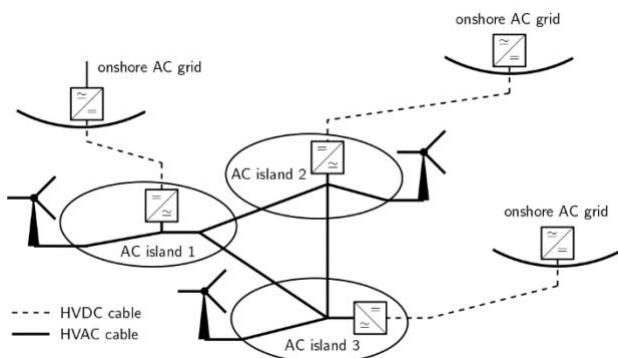 onshore AC grid
onshore AC grid
AC island 2
onshore AC grid
AC island 1
HVDC cable
HVAC cable
AC island 3